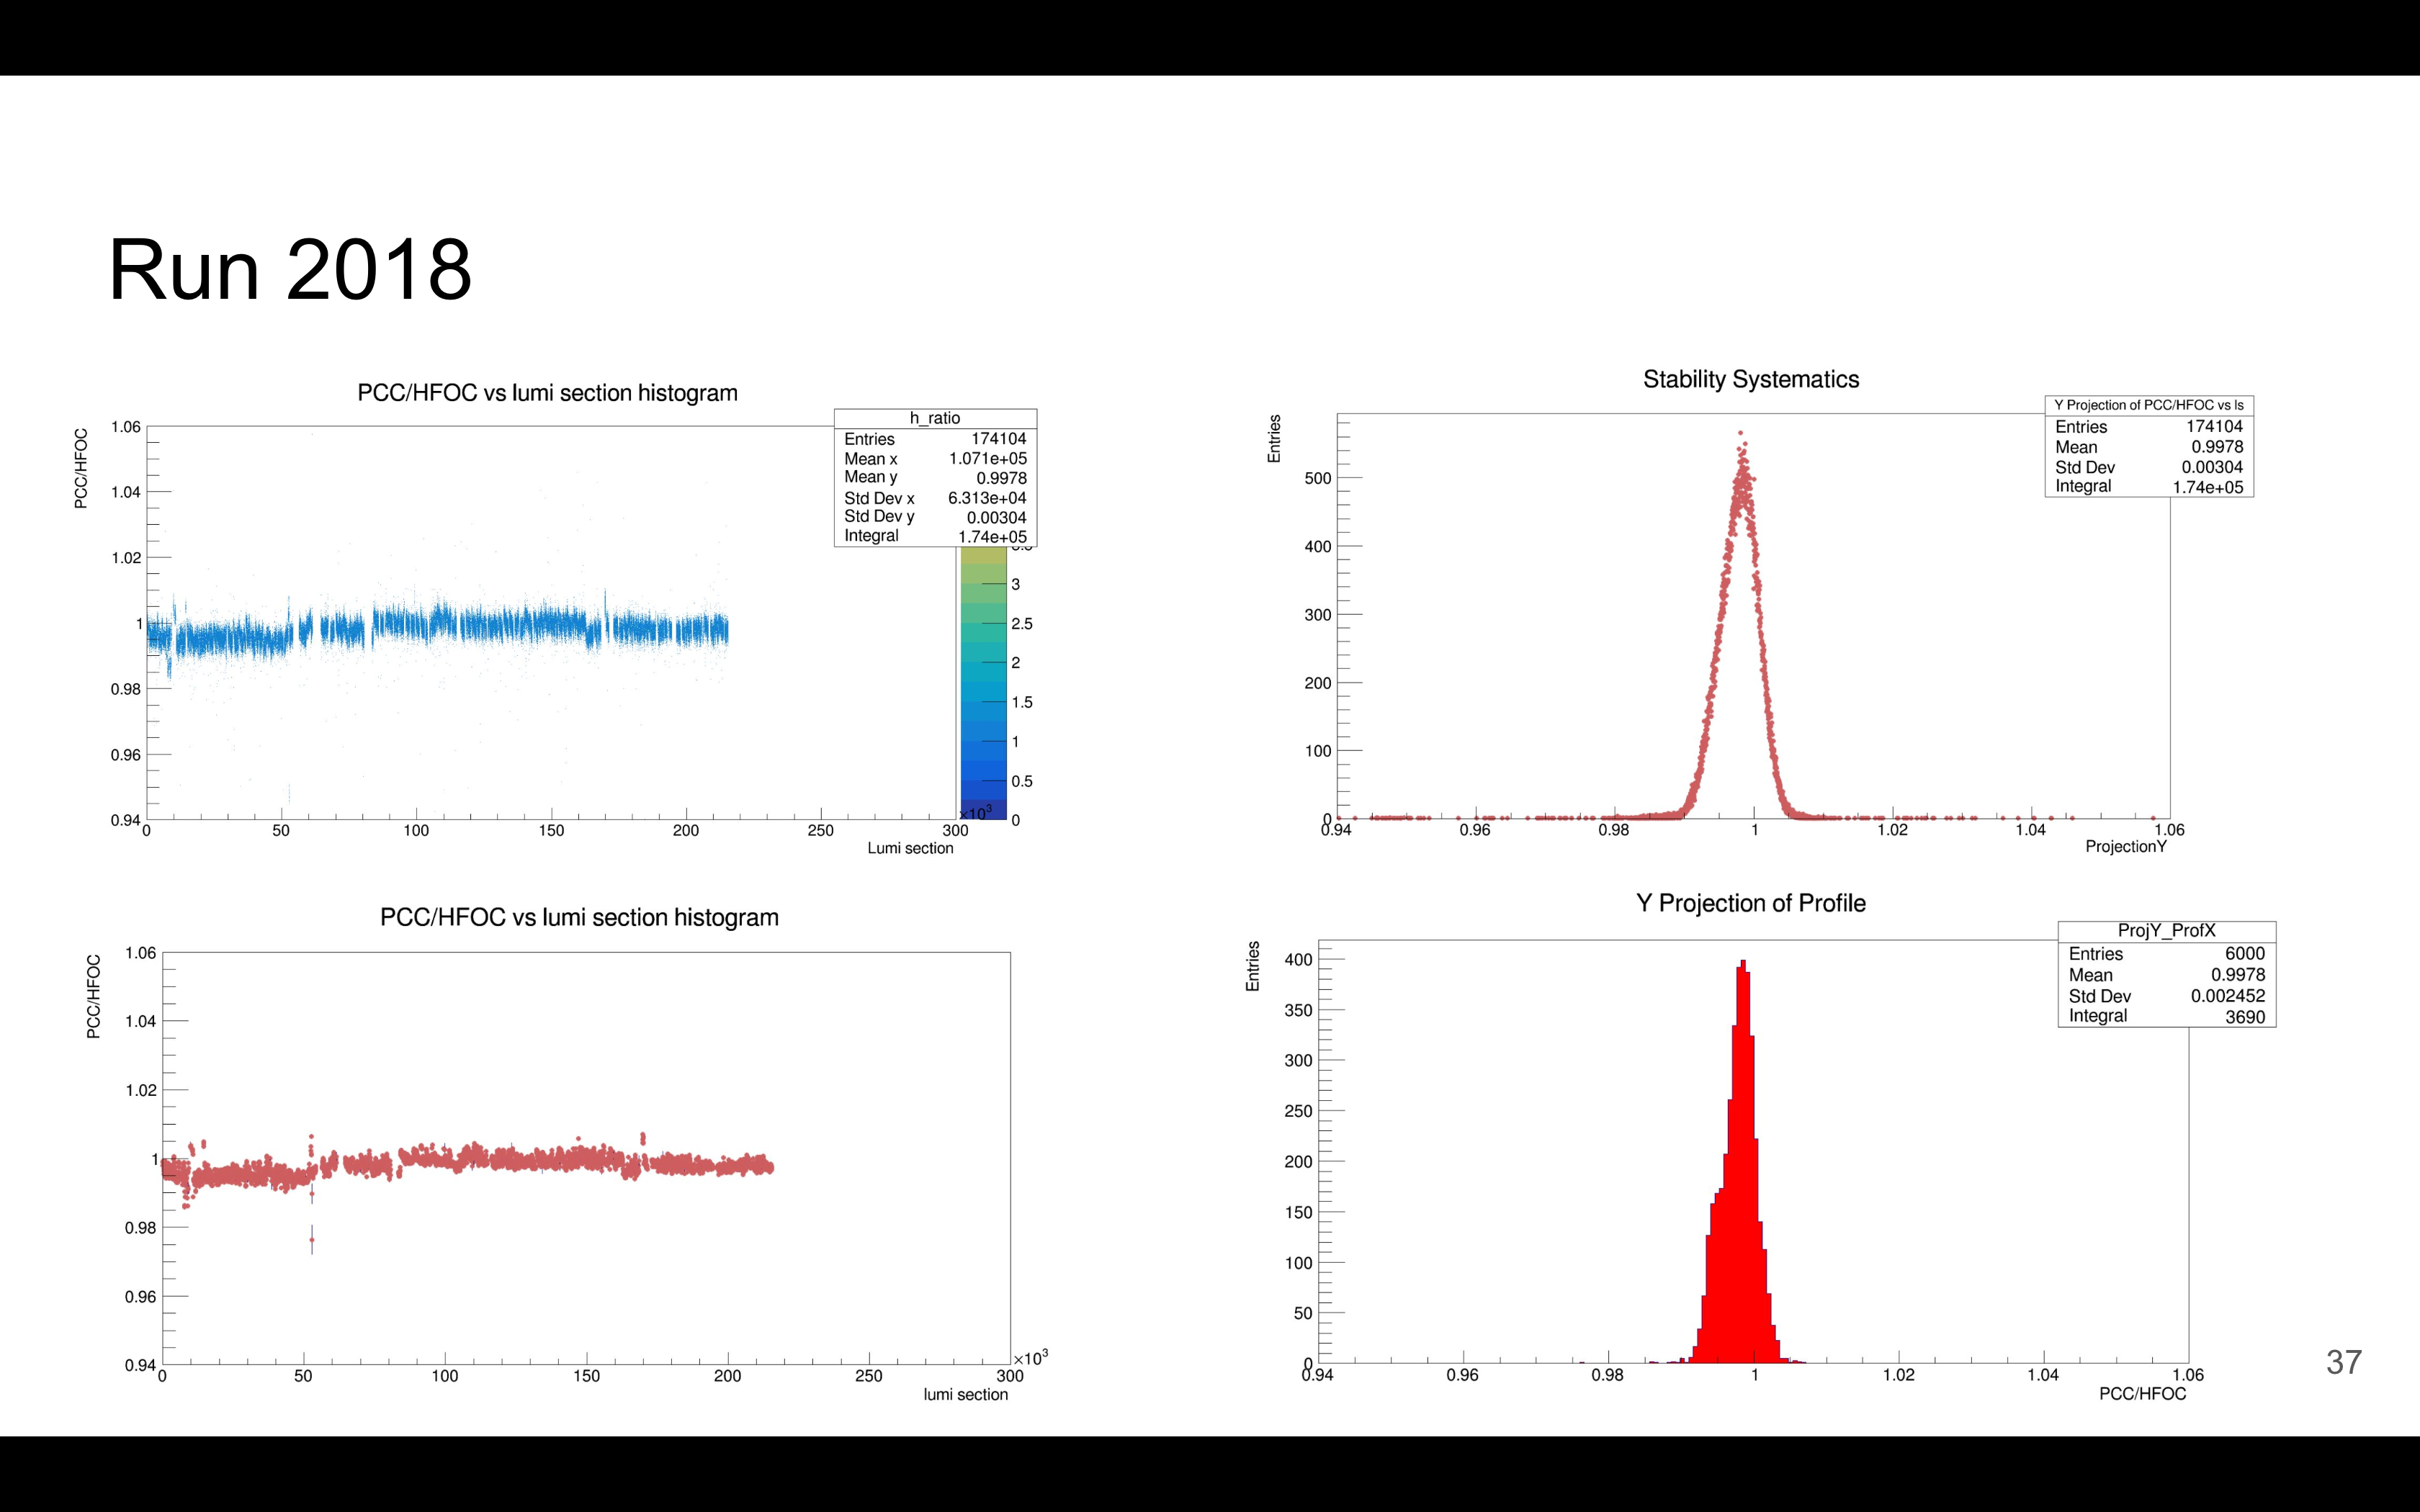 Run 2018
PCC/HFOC vs lumi section histogram
PCC/HFOC
1.06
1.04
1.02
1
0.98
0.96
0.94
0 50 100 150 200 250 300
×10³
Lumi section
h_ratio
Entries 174104
Mean x 1.071e+05
Mean y 0.9978
Std Dev x 6.313e+04
Std Dev y 0.00304
Integral 1.74e+05
3
2.5
2
1.5
1
0.5
0
Stability Systematics
Entries
500
400
300
200
100
0
0.94 0.96 0.98 1 1.02 1.04 1.06
ProjectionY
Y Projection of PCC/HFOC vs ls
Entries 174104
Mean 0.9978
Std Dev 0.00304
Integral 1.74e+05
PCC/HFOC vs lumi section histogram
PCC/HFOC
1.06
1.04
1.02
1
0.98
0.96
0.94
0 50 100 150 200 250 300
×10³
lumi section
Y Projection of Profile
Entries
400
350
300
250
200
150
100
50
0
0.94 0.96 0.98 1 1.02 1.04 1.06
PCC/HFOC
ProjY_ProfX
Entries 6000
Mean 0.9978
Std Dev 0.002452
Integral 3690
37